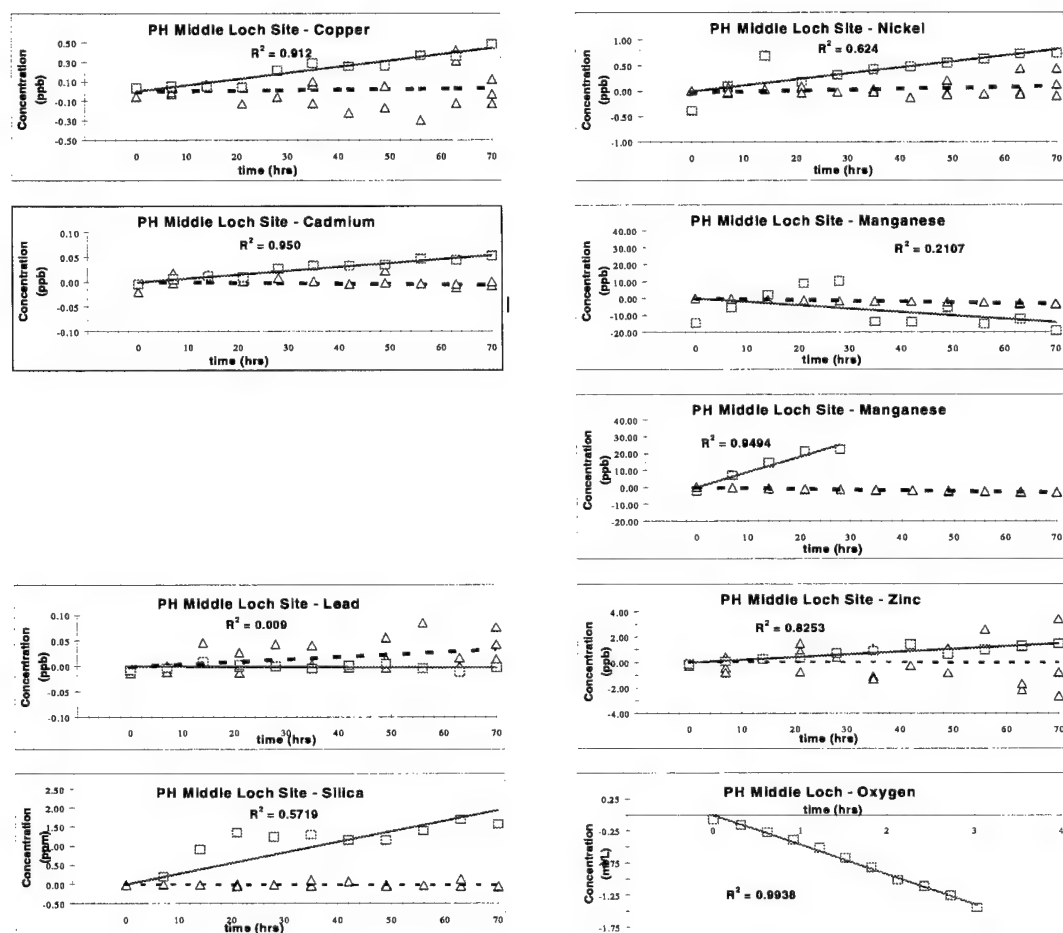 PH Middle Loch Site - Copper
R² = 0.912
Concentration
(ppb)
0.50
0.30
0.10
-0.10
-0.30
-0.50
0 10 20 30 40 50 60 70
time (hrs)
PH Middle Loch Site - Nickel
R² = 0.624
Concentration
(ppb)
1.00
0.50
0.00
-0.50
-1.00
0 10 20 30 40 50 60 70
time (hrs)
PH Middle Loch Site - Cadmium
R² = 0.950
Concentration
(ppb)
0.10
0.05
0.00
-0.05
-0.10
0 10 20 30 40 50 60 70
time (hrs)
PH Middle Loch Site - Manganese
R² = 0.2107
Concentration
(ppb)
40.00
30.00
20.00
10.00
0.00
-10.00
-20.00
0 10 20 30 40 50 60 70
time (hrs)
PH Middle Loch Site - Manganese
R² = 0.9494
Concentration
(ppb)
40.00
30.00
20.00
10.00
0.00
-10.00
-20.00
0 10 20 30 40 50 60 70
time (hrs)
PH Middle Loch Site - Lead
R² = 0.009
Concentration
(ppb)
0.10
0.05
0.00
-0.05
-0.10
0 10 20 30 40 50 60 70
time (hrs)
PH Middle Loch Site - Zinc
R² = 0.8253
Concentration
(ppb)
4.00
2.00
0.00
-2.00
-4.00
0 10 20 30 40 50 60 70
time (hrs)
PH Middle Loch Site - Silica
R² = 0.5719
Concentration
(ppm)
2.50
2.00
1.50
1.00
0.50
0.00
-0.50
0 10 20 30 40 50 60 70
time (hrs)
PH Middle Loch - Oxygen
time (hrs)
0.25
0 1 2 3 4
-0.25
-0.75
-1.25
-1.75
Concentration
R² = 0.9938